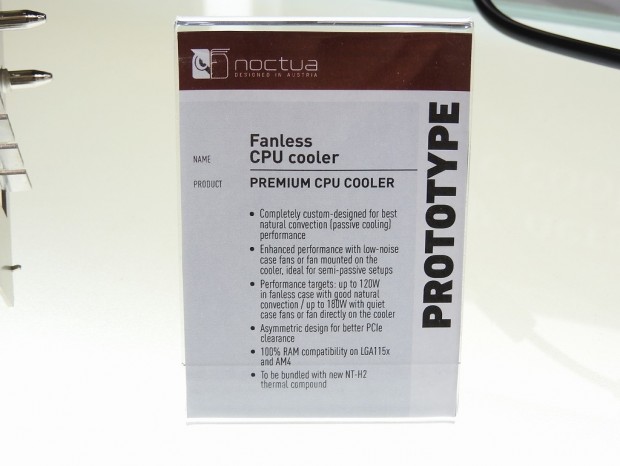 noctua
DESIGNED IN AUSTRIA
PROTOTYPE
NAME
Fanless
CPU cooler
PRODUCT
PREMIUM CPU COOLER
• Completely custom-designed for best
natural convection (passive cooling)
performance
• Enhanced performance with low-noise
case fans or fan mounted on the
cooler, ideal for semi-passive setups
• Performance targets: up to 120W
in fanless case with good natural
convection / up to 180W with quiet
case fans or fan directly on the cooler
• Asymmetric design for better PCIe
clearance
• 100% RAM compatibility on LGA115x
and AM4
• To be bundled with new NT-H2
thermal compound